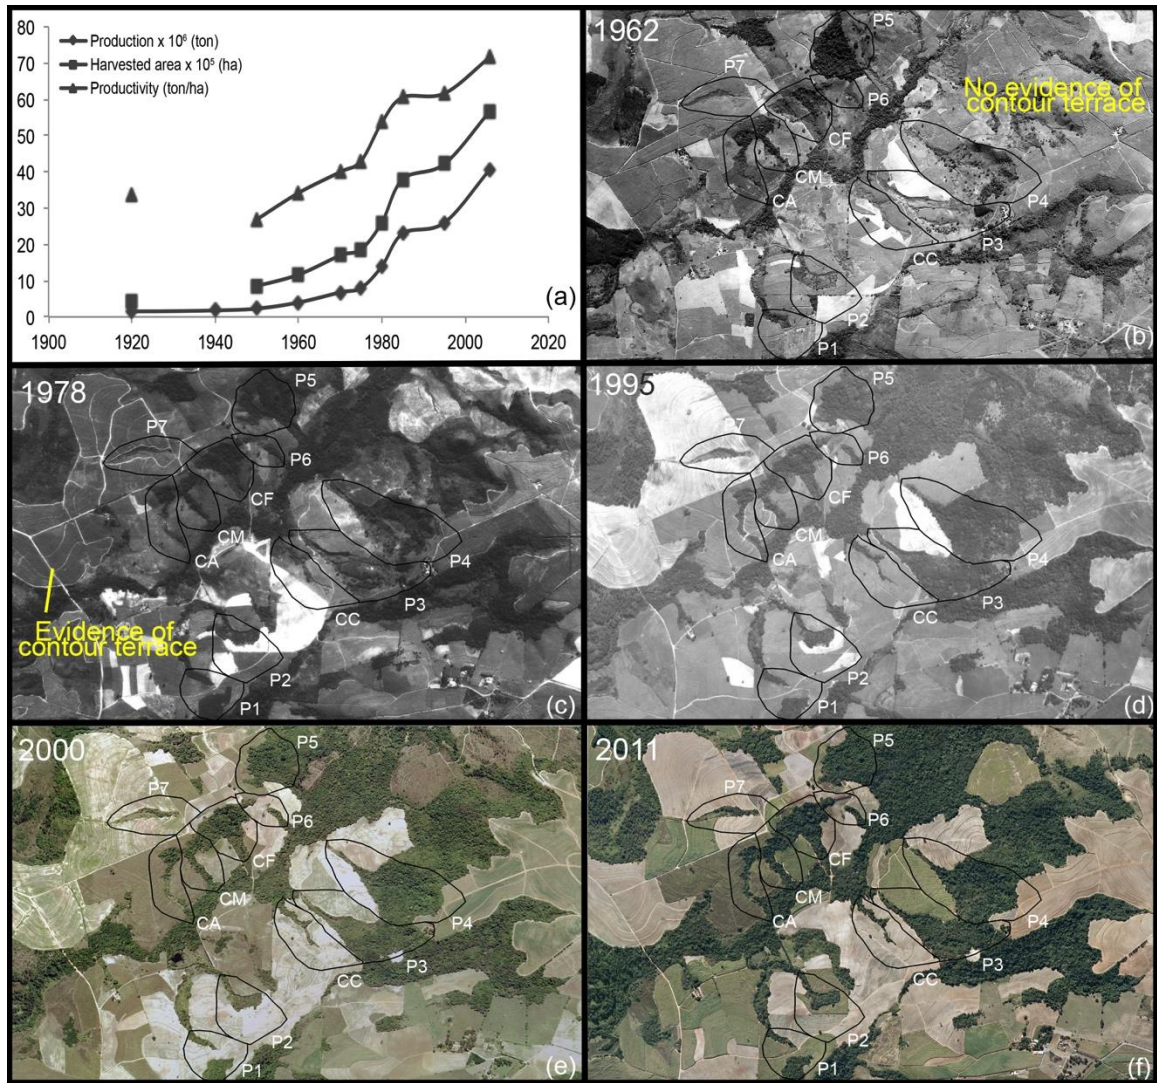 80
70
60
50
40
30
20
10
0
1900
1920
1940
1960
1980
2000
2020
Production x 10⁶ (ton)
Harvested area x 10⁵ (ha)
Productivity (ton/ha)
(a)
1962
P5
P7
P6
CF
CM
CA
P4
P3
CC
P2
P1
No evidence of
contour terrace
(b)
1978
P5
P7
P6
CF
CM
CA
P4
P3
CC
P2
P1
Evidence of
contour terrace
(c)
1995
P5
P7
P6
CF
CM
CA
P4
P3
CC
P2
P1
(d)
2000
P5
P7
P6
CF
CM
CA
P4
P3
CC
P2
P1
(e)
2011
P5
P7
P6
CF
CM
CA
P4
P3
CC
P2
P1
(f)